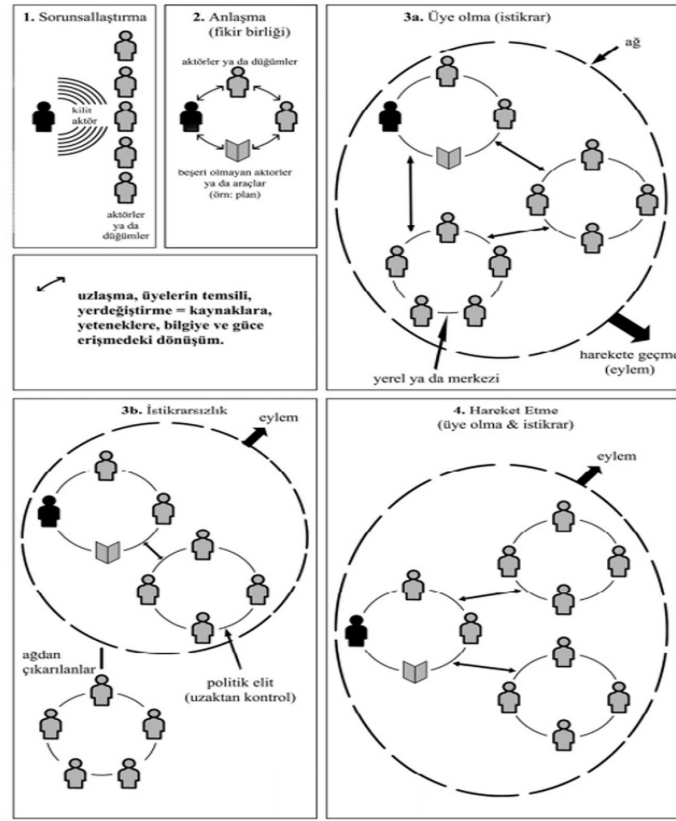 1. Sorunsallaştırma
kilit
aktör
aktörler
ya da
düğümler
2. Anlaşma
(fikir birliği)
aktörler ya da düğümler
beşeri olmayan aktorler
ya da araçlar
(örn: plan)
3a. Üye olma (istikrar)
ağ
yerel ya da merkezi
harekete geçme
(eylem)
uzlaşma, üyelerin temsili,
yerdeğiştirme = kaynaklara,
yeteneklere, bilgiye ve güce
erişmedeki dönüşüm.
3b. İstikrarsızlık
eylem
ağdan
çıkarılanlar
politik elit
(uzaktan kontrol)
4. Hareket Etme
(üye olma & istikrar)
eylem